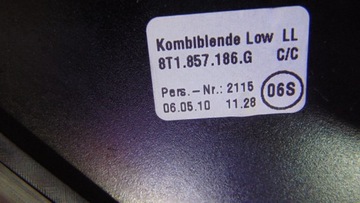 Kombiblende Low LL
8T1.857.186.G C/C
Pers.-Nr.: 2115
06.05.10 11.28 06S